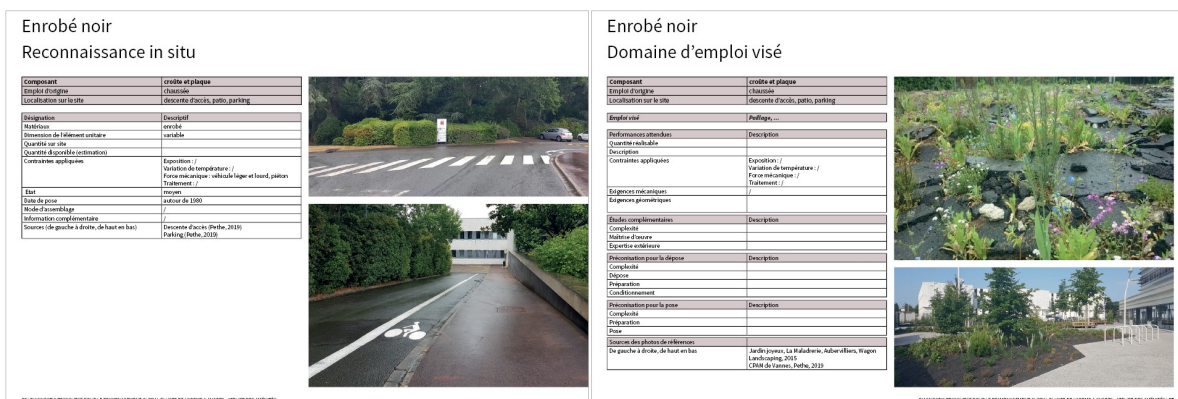 Enrobé noir
Reconnaissance in situ
Composant croûte et plaque
Emploi d'origine chaussée
Localisation sur le site descente d'accès, patio, parking
Désignation Descriptif
Matériaux enrobé
Dimension de l'élément unitaire variable
Quantité sur site
Quantité disponible (estimation)
Contraintes appliquées Exposition : /
Variation de température : /
Force mécanique : véhicule léger et lourd, piéton
Traitement : /
Etat moyen
Date de pose autour de 1980
Mode d'assemblage /
Information complémentaire /
Sources (de gauche à droite, de haut en bas) Descente d'accès (Pethe, 2019)
Parking (Pethe, 2019)
Enrobé noir
Domaine d'emploi visé
Composant croûte et plaque
Emploi d'origine chaussée
Localisation sur le site descente d'accès, patio, parking
Emploi visé Paillage, ...
Performances attendues Description
Quantité réalisable
Description
Contraintes appliquées Exposition : /
Variation de température : /
Force mécanique : /
Traitement : /
Exigences mécaniques /
Exigences géométriques
Études complémentaires Description
Complexité
Maîtrise d'œuvre
Expertise extérieure
Préconisation pour la dépose Description
Complexité
Dépose
Préparation
Conditionnement
Préconisation pour la pose Description
Complexité
Préparation
Pose
Sources des photos de références
De gauche à droite, de haut en bas Jardin joyeux, La Maladrerie, Aubervilliers, Wagon
Landscaping, 2015
CPAM de Vannes, Pethe, 2019